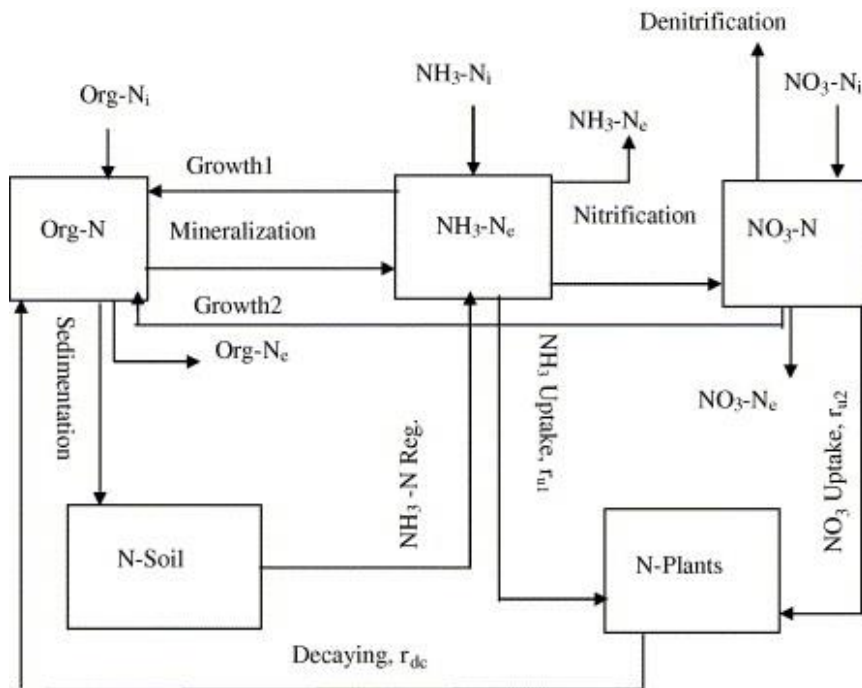 Denitrification
NH₃-Nᵢ
NO₃-Nᵢ
Org-Nᵢ
NH₃-Nₑ
Growth1
Org-N
Mineralization
NH₃-Nₑ
Nitrification
NO₃-N
Growth2
Sedimentation
Org-Nₑ
NH₃ Uptake, rᵤ₁
NO₃-Nₑ
NO₃ Uptake, rᵤ₂
NH₃ -N Reg.
N-Soil
N-Plants
Decaying, r_dc